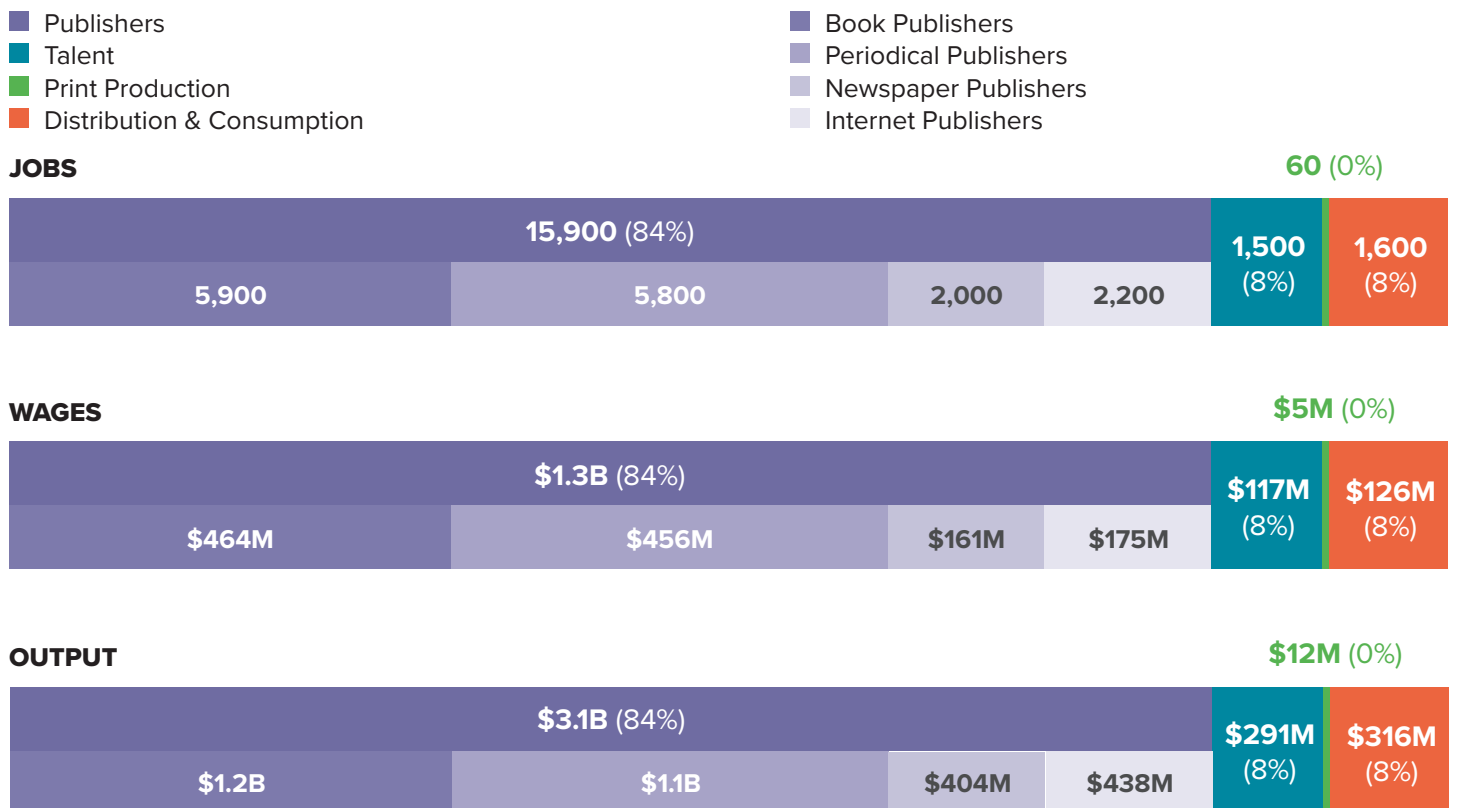 Publishers
Talent
Print Production
Distribution & Consumption
Book Publishers
Periodical Publishers
Newspaper Publishers
Internet Publishers
JOBS
60 (0%)
15,900 (84%)
5,900
5,800
2,000
2,200
1,500
(8%)
1,600
(8%)
WAGES
$5M (0%)
$1.3B (84%)
$464M
$456M
$161M
$175M
$117M
(8%)
$126M
(8%)
OUTPUT
$12M (0%)
$3.1B (84%)
$1.2B
$1.1B
$404M
$438M
$291M
(8%)
$316M
(8%)